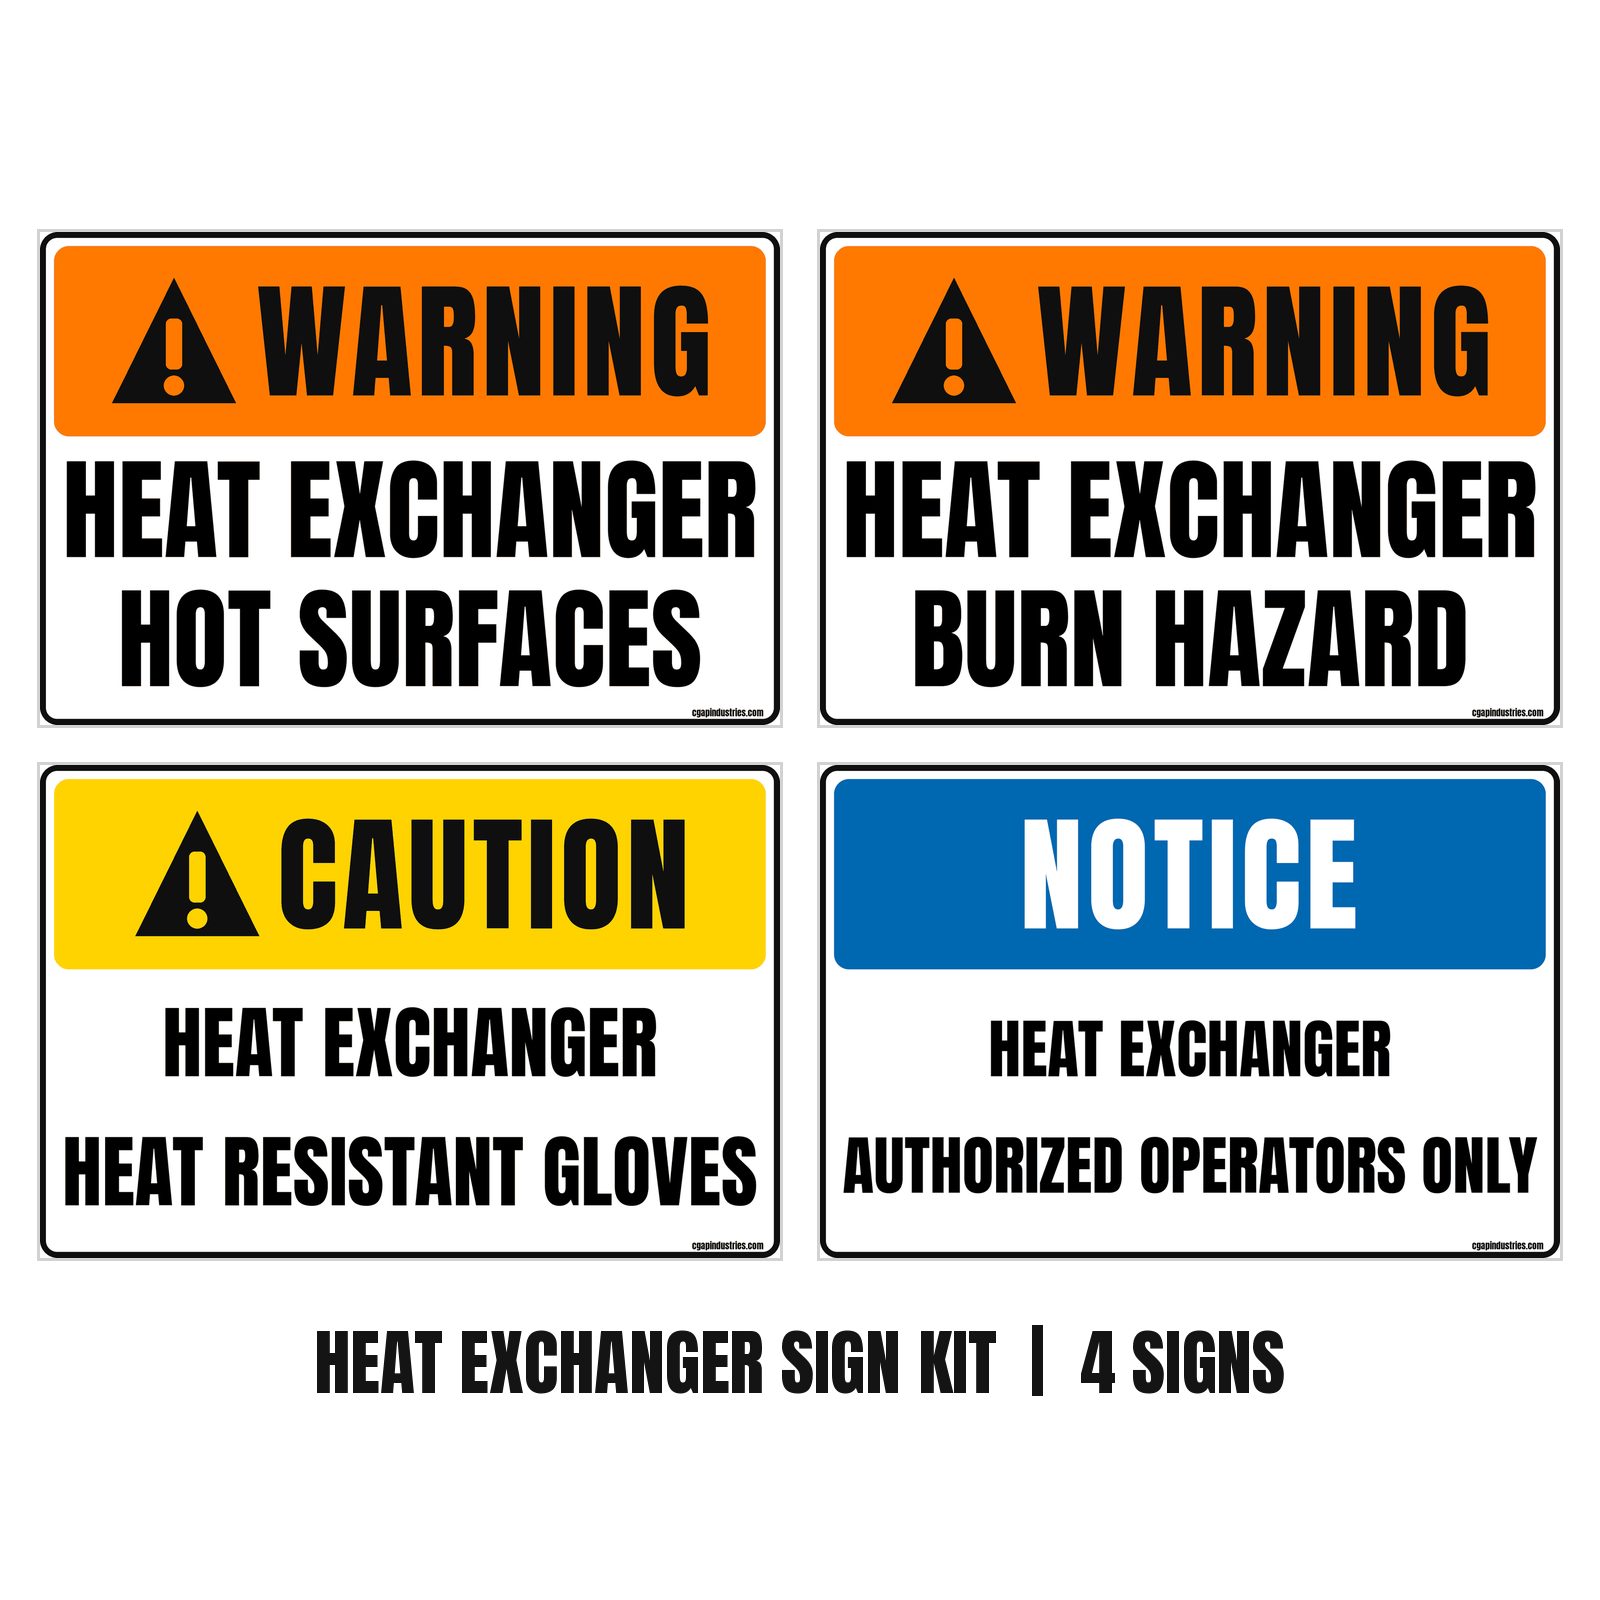 WARNING
HEAT EXCHANGER
HOT SURFACES
cgapindustries.com
WARNING
HEAT EXCHANGER
BURN HAZARD
cgapindustries.com
CAUTION
HEAT EXCHANGER
HEAT RESISTANT GLOVES
cgapindustries.com
NOTICE
HEAT EXCHANGER
AUTHORIZED OPERATORS ONLY
cgapindustries.com
HEAT EXCHANGER SIGN KIT | 4 SIGNS